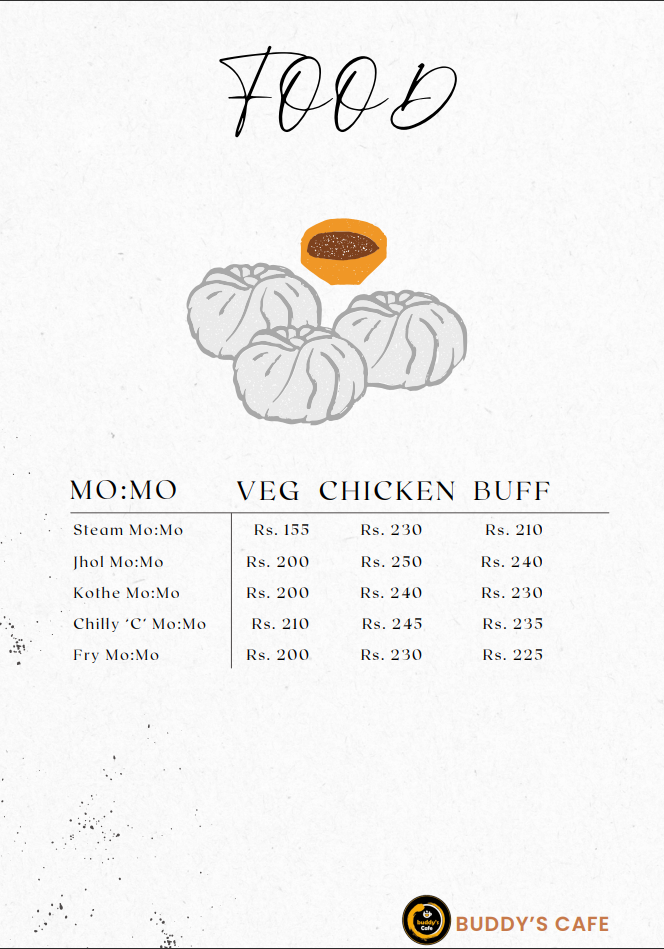 FOOD
MO:MO VEG CHICKEN BUFF
Steam Mo:Mo Rs. 155 Rs. 230 Rs. 210
Jhol Mo:Mo Rs. 200 Rs. 250 Rs. 240
Kothe Mo:Mo Rs. 200 Rs. 240 Rs. 230
Chilly ‘C’ Mo:Mo Rs. 210 Rs. 245 Rs. 235
Fry Mo:Mo Rs. 200 Rs. 230 Rs. 225
buddy's
Cafe
BUDDY’S CAFE